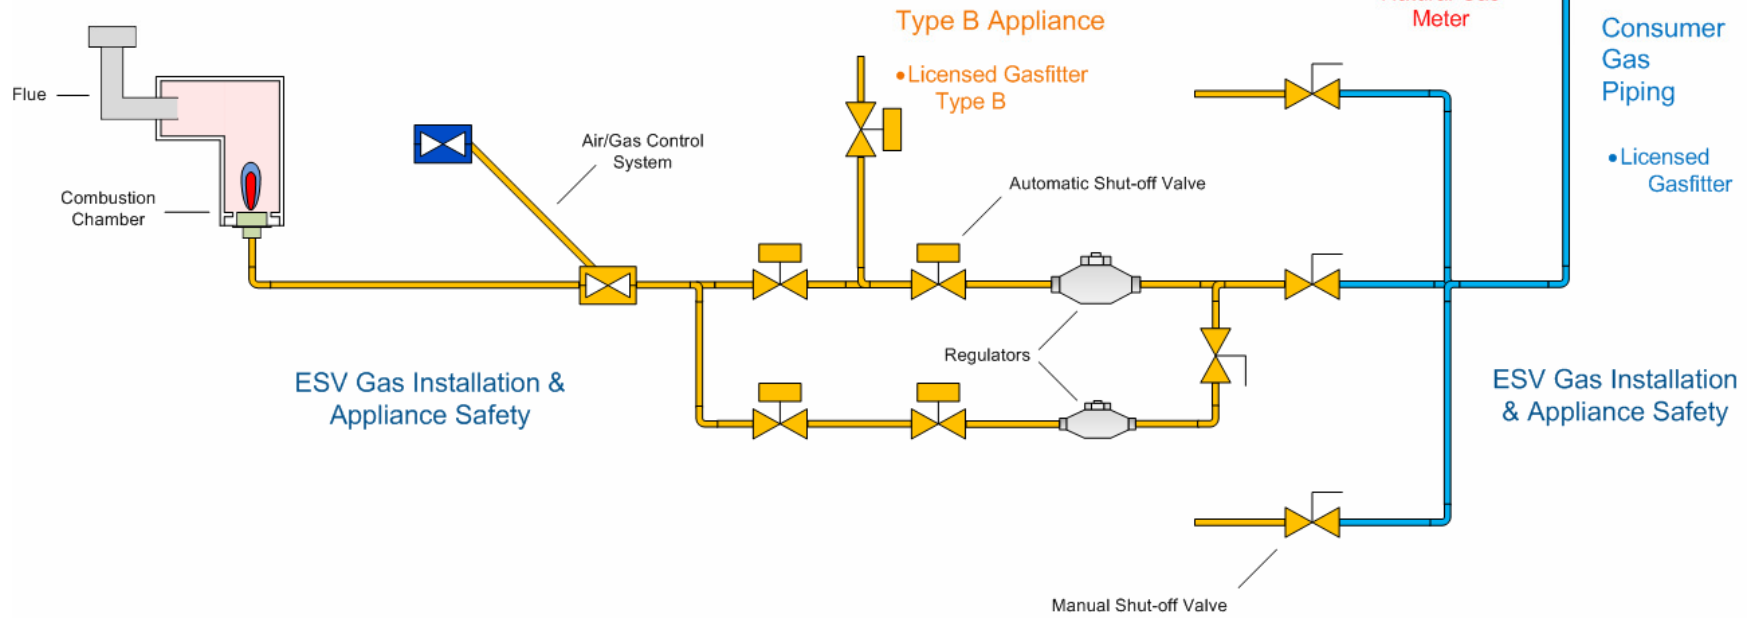 Type B Appliance
• Licensed Gasfitter
Type B
Meter
Consumer
Gas
Piping
• Licensed
Gasfitter
Flue
Air/Gas Control
System
Automatic Shut-off Valve
Combustion
Chamber
Regulators
ESV Gas Installation &
Appliance Safety
ESV Gas Installation
& Appliance Safety
Manual Shut-off Valve